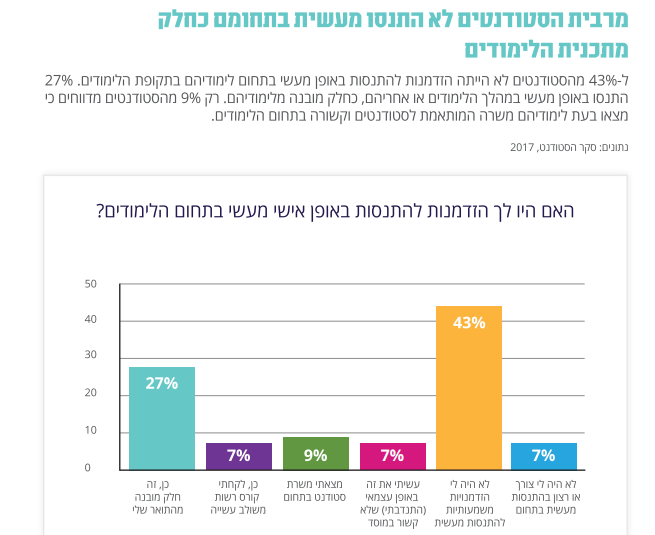 מרבית הסטודנטים לא התנסו מעשית בתחומם כחלק
מתכנית הלימודים
ל-43% מהסטודנטים לא הייתה הזדמנות להתנסות באופן מעשי בתחום לימודיהם בתקופת הלימודים. 27%
התנסו באופן מעשי במהלך הלימודים או אחריהם, כחלק מובנה מלימודיהם. רק 9% מהסטודנטים מדווחים כי
מצאו בעת לימודיהם משרה המותאמת לסטודנטים וקשורה בתחום הלימודים.
נתונים: סקר הסטודנט, 2017
האם היו לך הזדמנות להתנסות באופן אישי מעשי בתחום הלימודים?
50
40
30
20
10
0
27%
7%
9%
7%
43%
7%
כן, זה
חלק מובנה
מהתואר שלי
כן, לקחתי
קורס רשות
משולב עשייה
מצאתי משרת
סטודנט בתחום
עשיתי את זה
באופן עצמאי
(התנדבתי) שלא
קשור במוסד
לא היה לי
הזדמנויות
משמעותיות
להתנסות מעשית
לא היה לי צורך
או רצון בהתנסות
מעשית בתחום